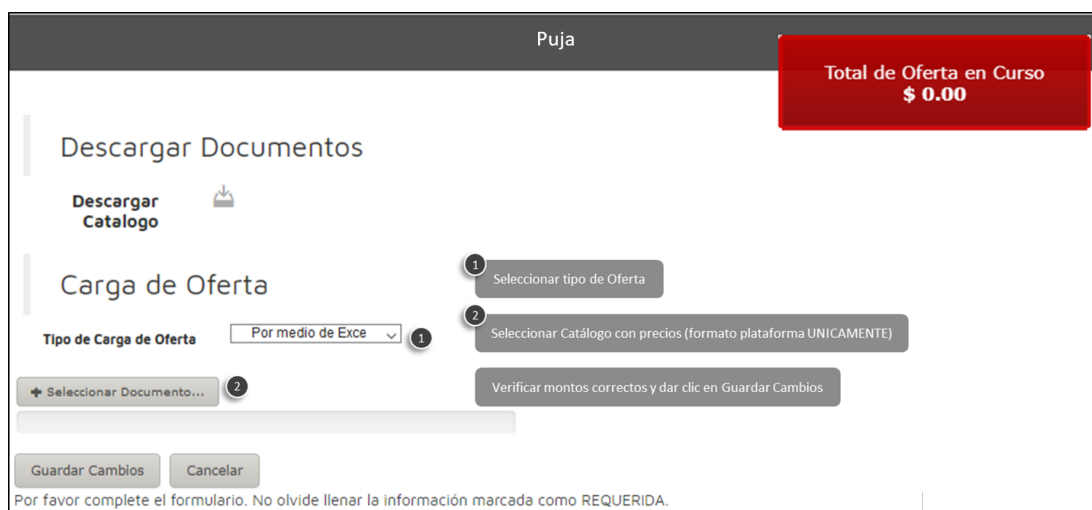 Puja
Total de Oferta en Curso
$ 0.00
Descargar Documentos
Descargar
Catalogo
Carga de Oferta
1
Seleccionar tipo de Oferta
Tipo de Carga de Oferta
Por medio de Exce
1
2
Seleccionar Catálogo con precios (formato plataforma UNICAMENTE)
+ Seleccionar Documento...
2
Verificar montos correctos y dar clic en Guardar Cambios
Guardar Cambios
Cancelar
Por favor complete el formulario. No olvide llenar la información marcada como REQUERIDA.